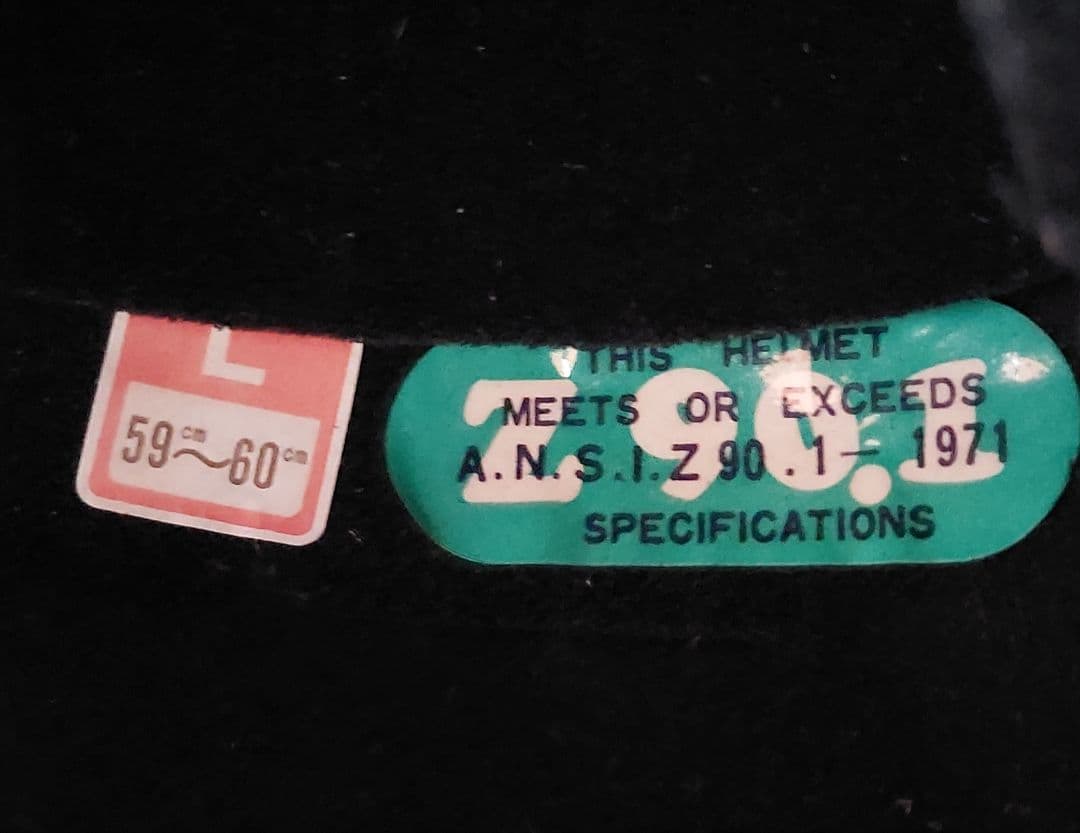 L
59cm~60cm
THIS HELMET
MEETS OR EXCEEDS
A.N.S.I. Z 90.1- 1971
SPECIFICATIONS
Z90.1